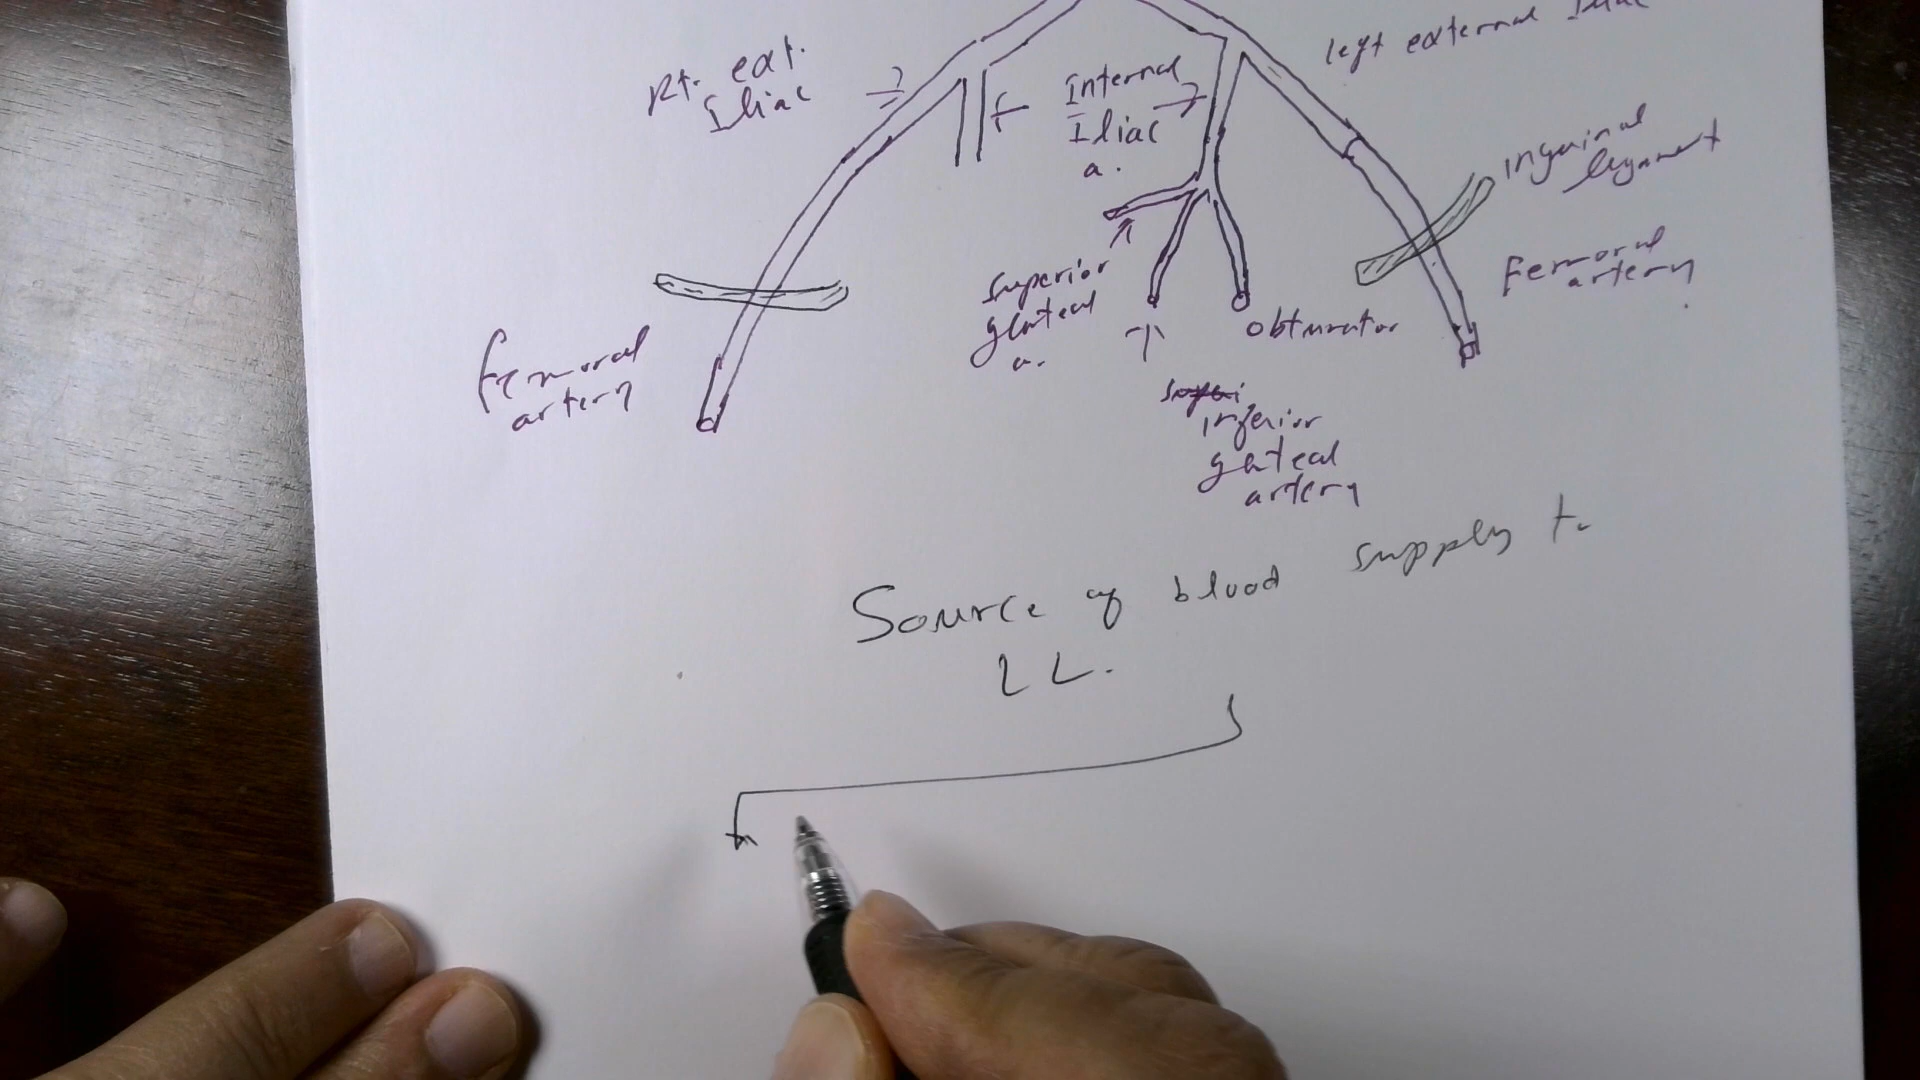 Rt. ext.
Iliac
Internal
Iliac
a.
left external Iliac
inguinal
ligament
Femoral
artery
superior
gluteal
a.
obturator
inferior
gluteal
artery
femoral
artery
Source of blood supply to
LL.